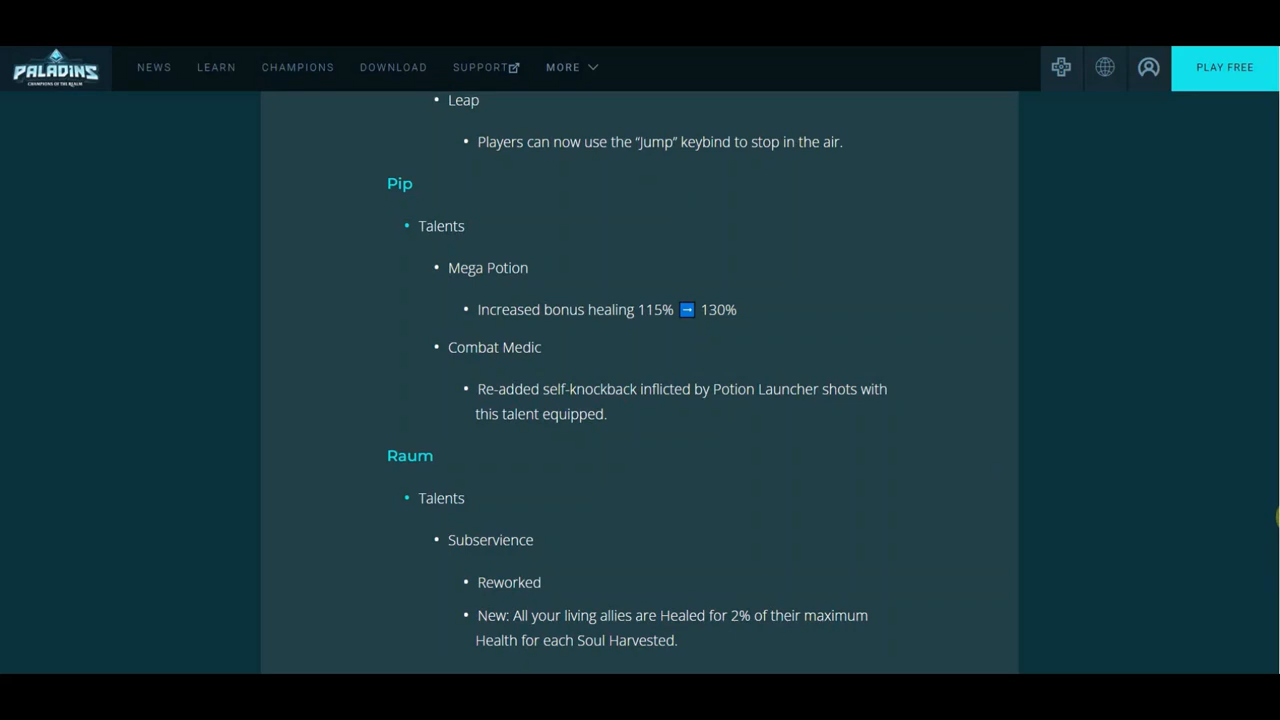 PALADINS
CHAMPIONS OF THE REALM
NEWS LEARN CHAMPIONS DOWNLOAD SUPPORT MORE PLAY FREE
• Leap
• Players can now use the “Jump” keybind to stop in the air.
Pip
• Talents
• Mega Potion
• Increased bonus healing 115% → 130%
• Combat Medic
• Re-added self-knockback inflicted by Potion Launcher shots with
this talent equipped.
Raum
• Talents
• Subservience
• Reworked
• New: All your living allies are Healed for 2% of their maximum
Health for each Soul Harvested.